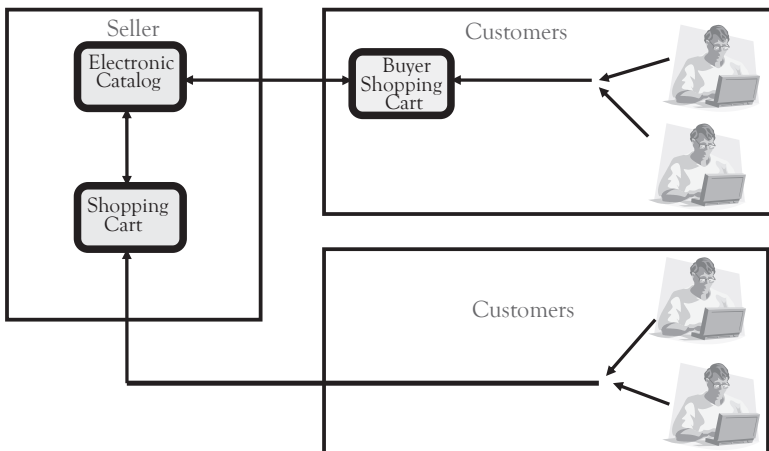 Seller
Electronic
Catalog
Shopping
Cart
Customers
Buyer
Shopping
Cart
Customers